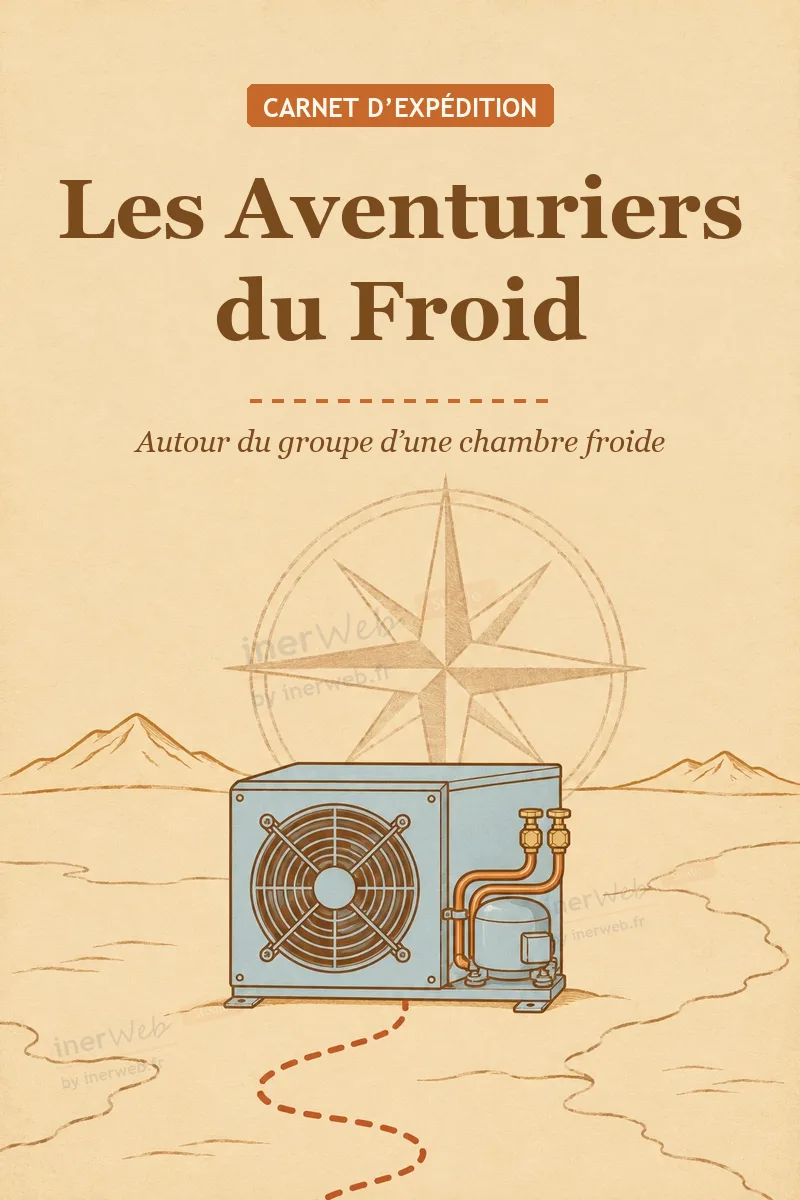 CARNET D’EXPÉDITION
Les Aventuriers
du Froid
Autour du groupe d’une chambre froide
inerWeb
by inerweb.fr
inerWeb
by inerweb.fr
inerWeb
by inerweb.fr